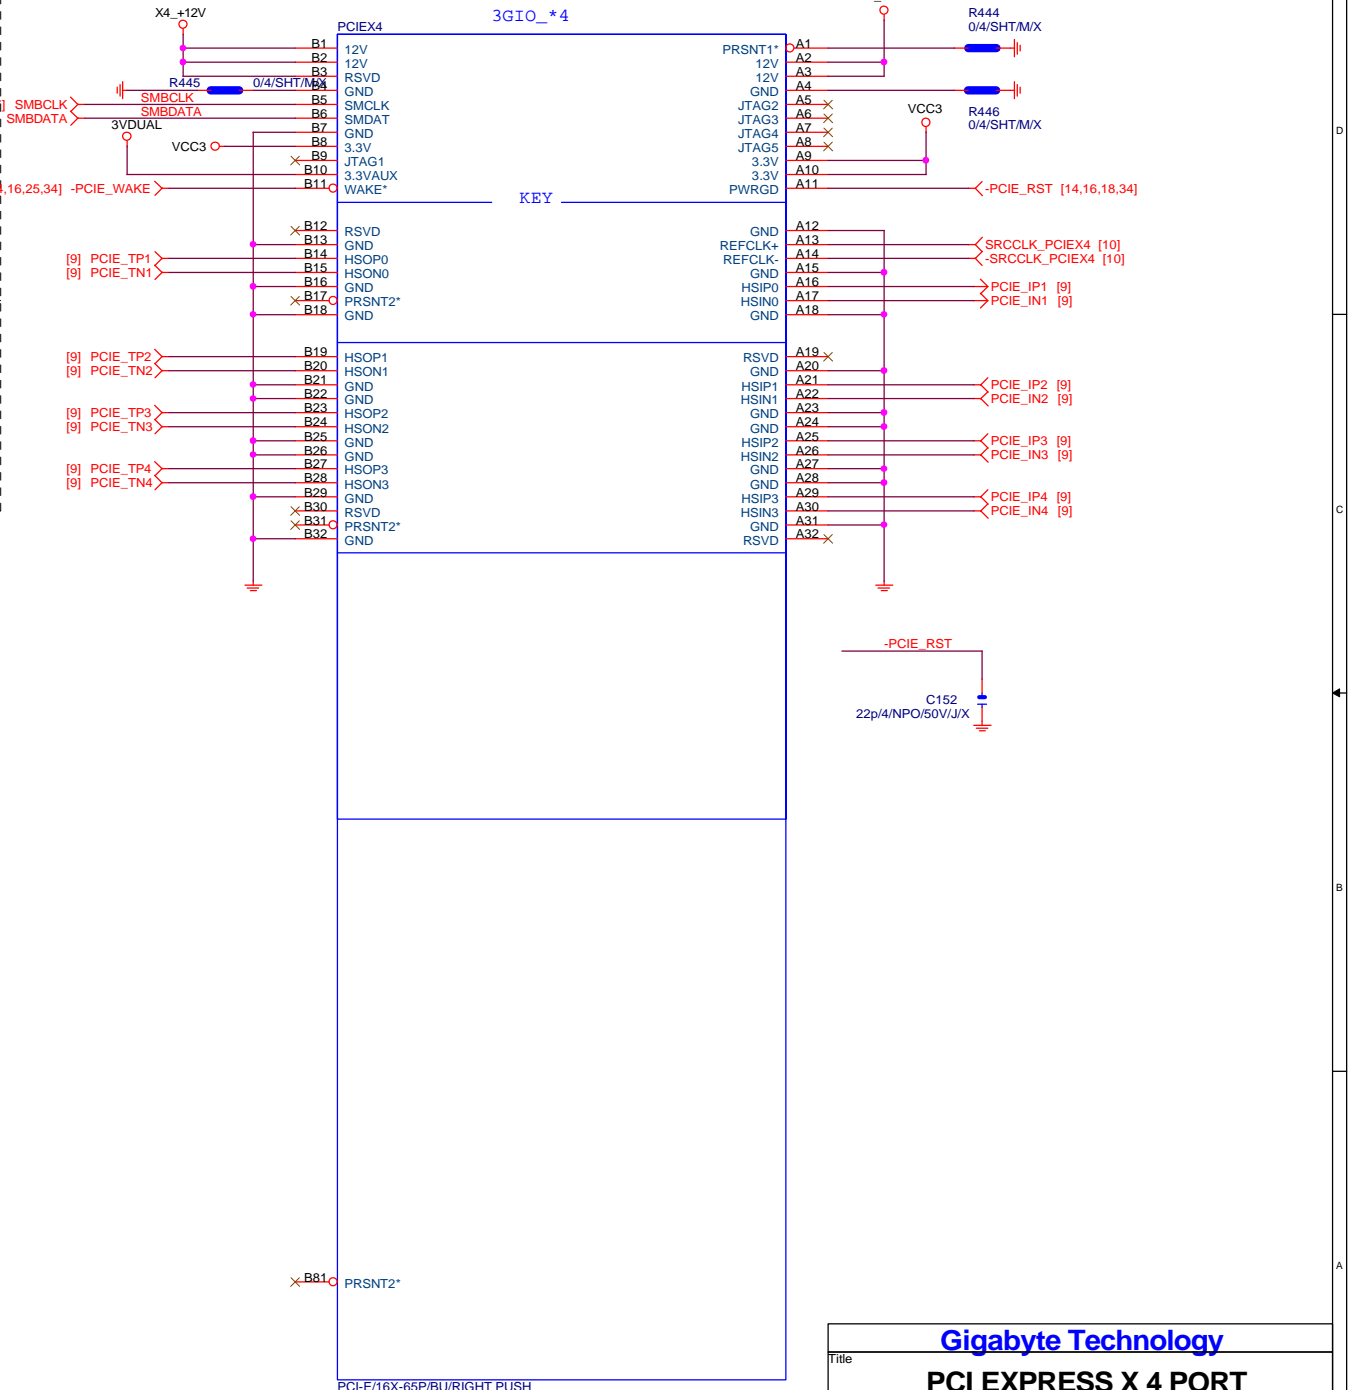 X4_+12V
3GIO_*4
PCIEX4
R444
0/4/SHT/M/X
B1 12V PRSNT1* A1
B2 12V 12V A2
B3 RSVD 12V A3
R445 0/4/SHT/M/X B4 GND GND A4
SMBCLK SMBCLK B5 SMCLK JTAG2 A5
SMBDATA SMBDATA B6 SMDAT JTAG3 A6
VCC3
R446
0/4/SHT/M/X
3VDUAL
B7 GND JTAG4 A7
VCC3 B8 3.3V JTAG5 A8
B9 JTAG1 3.3V A9
B10 3.3VAUX 3.3V A10
,16,25,34] -PCIE_WAKE B11 WAKE* PWRGD A11 -PCIE_RST [14,16,18,34]
KEY
B12 RSVD GND A12
B13 GND REFCLK+ A13 SRCCLK_PCIEX4 [10]
[9] PCIE_TP1 B14 HSOP0 REFCLK- A14 -SRCCLK_PCIEX4 [10]
[9] PCIE_TN1 B15 HSON0 GND A15
B16 GND HSIP0 A16 PCIE_IP1 [9]
B17 PRSNT2* HSIN0 A17 PCIE_IN1 [9]
B18 GND GND A18
[9] PCIE_TP2 B19 HSOP1 RSVD A19
[9] PCIE_TN2 B20 HSON1 GND A20
B21 GND HSIP1 A21 PCIE_IP2 [9]
B22 GND HSIN1 A22 PCIE_IN2 [9]
[9] PCIE_TP3 B23 HSOP2 GND A23
[9] PCIE_TN3 B24 HSON2 GND A24
B25 GND HSIP2 A25 PCIE_IP3 [9]
B26 GND HSIN2 A26 PCIE_IN3 [9]
[9] PCIE_TP4 B27 HSOP3 GND A27
[9] PCIE_TN4 B28 HSON3 GND A28
B29 GND HSIP3 A29 PCIE_IP4 [9]
B30 RSVD HSIN3 A30 PCIE_IN4 [9]
B31 PRSNT2* GND A31
B32 GND RSVD A32
-PCIE_RST
C152
22p/4/NPO/50V/J/X
B81 PRSNT2*
PCI-E/16X-65P/BU/RIGHT PUSH
D
C
B
A
Gigabyte Technology
Title
PCI EXPRESS X 4 PORT